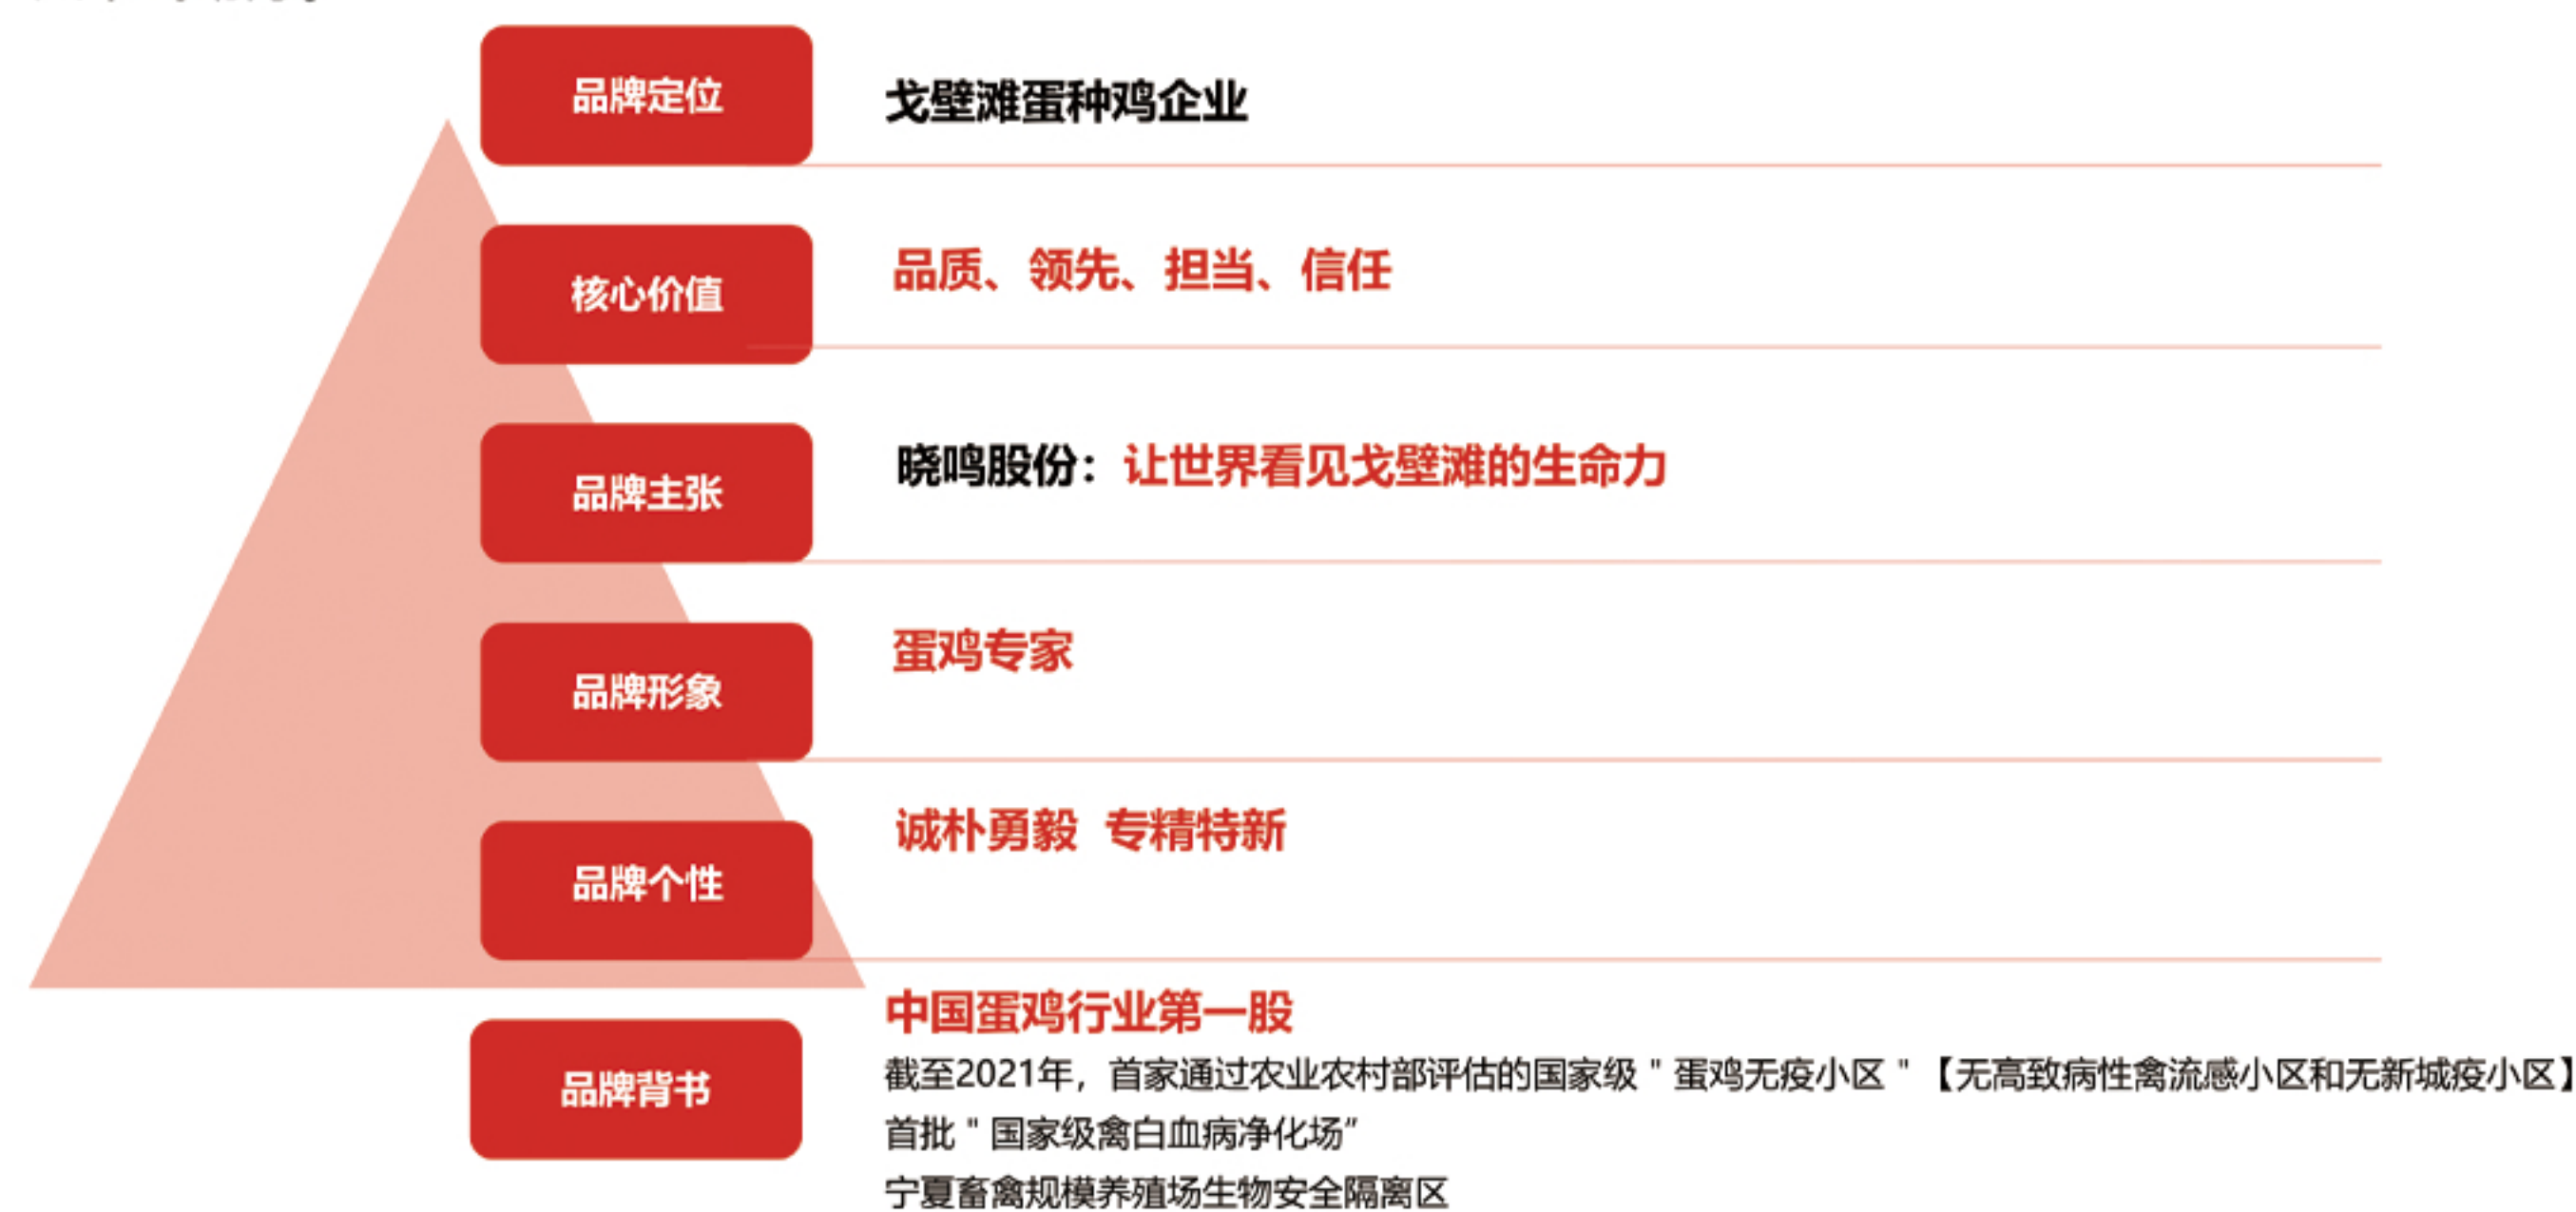 品牌定位
戈壁滩蛋种鸡企业
核心价值
品质、领先、担当、信任
品牌主张
晓鸣股份：让世界看见戈壁滩的生命力
品牌形象
蛋鸡专家
品牌个性
诚朴勇毅 专精特新
品牌背书
中国蛋鸡行业第一股
截至2021年，首家通过农业农村部评估的国家级＂蛋鸡无疫小区＂【无高致病性禽流感小区和无新城疫小区】
首批＂国家级禽白血病净化场”
宁夏畜禽规模养殖场生物安全隔离区